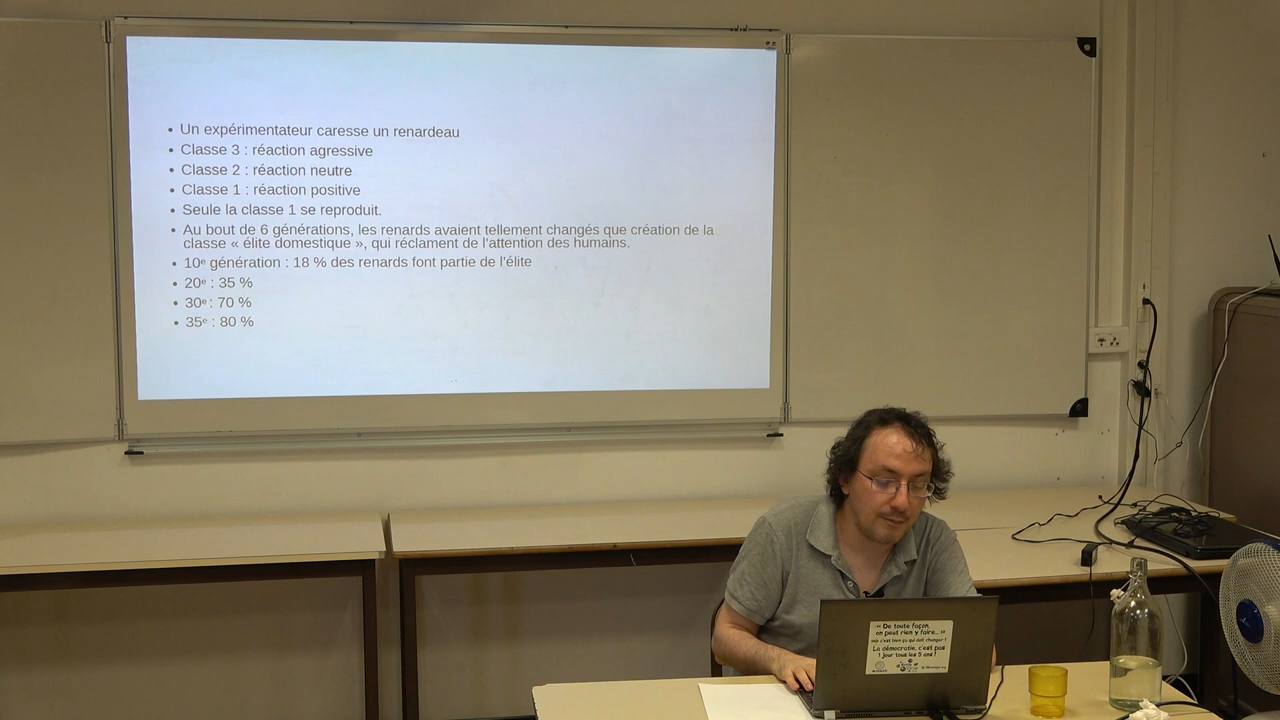 • Un expérimentateur caresse un renardeau
• Classe 3 : réaction agressive
• Classe 2 : réaction neutre
• Classe 1 : réaction positive
• Seule la classe 1 se reproduit.
• Au bout de 6 générations, les renards avaient tellement changés que création de la
classe « élite domestique », qui réclament de l'attention des humains.
• 10ᵉ génération : 18 % des renards font partie de l'élite
• 20ᵉ : 35 %
• 30ᵉ : 70 %
• 35ᵉ : 80 %
« De toute façon,
on peut rien y faire... »
La démocratie, c'est pas
1 jour tous les 5 ans !